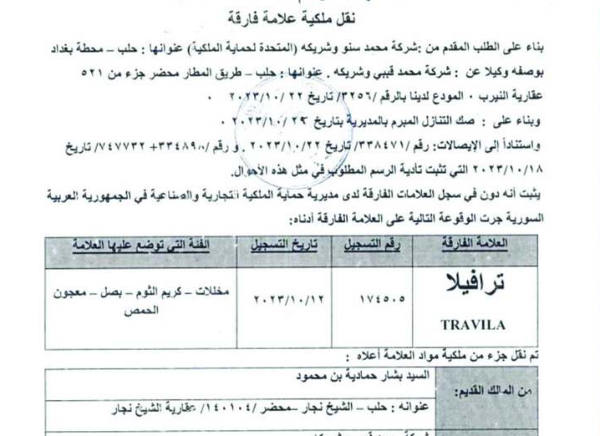 نقل ملكية علامة فارقة
بناء على الطلب المقدم من : شركة محمد سنو وشريكه (المتحدة لحماية الملكية) عنوانها : حلب – محطة بغداد
بوصفه وكيلا عن : شركة محمد قببي وشريكه . عنوانها : حلب – طريق المطار محضر جزء من ٥٢١
عقارية النيرب ٠ المودع لدينا بالرقم /٣٢٥٦/ تاريخ ٢٢ /١٠/ ٢٠٢٣ ٠
وبناء على : صك التنازل المبرم بالمديرية بتاريخ ٢٣ /١٠/ ٢٠٢٣ ٠
واستناداً إلى الإيصالات: رقم /٣٣٨٤٧١/ تاريخ ٢٠٢٣/١٠/٢٢ . و رقم /٧٤٧٧٣٢ +٣٣٤٨٩٠/ تاريخ
٢٠٢٣/١٠/١٨ التي تثبت تأدية الرسم المطلوب في مثل هذه الأحوال.
يثبت أنه دون في سجل العلامات الفارقة لدى مديرية حماية الملكية التجارية والصناعية في الجمهورية العربية
السورية جرت الوقوعة التالية على العلامة الفارقة أدناه:
العلامة الفارقة رقم التسجيل تاريخ التسجيل الفئة التي توضع عليها العلامة
ترافيلا ١٧٤٥٠٥ ٢٠٢٣/١٠/١٢ مخللات – كريم الثوم – بصل – معجون
TRAVILA الحمص
تم نقل جزء من ملكية مواد العلامة أعلاه :
من المالك القديم: السيد بشار حمادية بن محمود
عنوانه : حلب – الشيخ نجار – محضر /١٤٠١٠٤/ عقارية الشيخ نجار